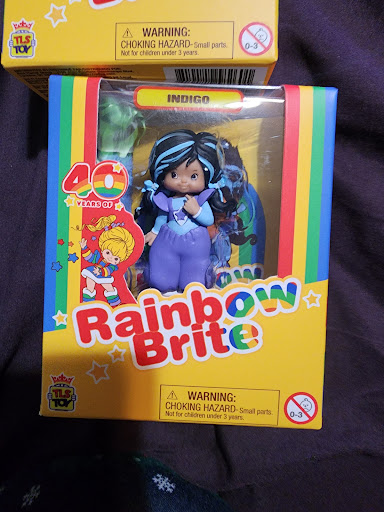 TLS
TOY
WARNING:
CHOKING HAZARD-Small parts.
Not for children under 3 years.
0-3
INDIGO
40
YEARS OF
Rainbow
Brite
TLS
TOY
WARNING:
CHOKING HAZARD-Small parts.
Not for children under 3 years.
0-3